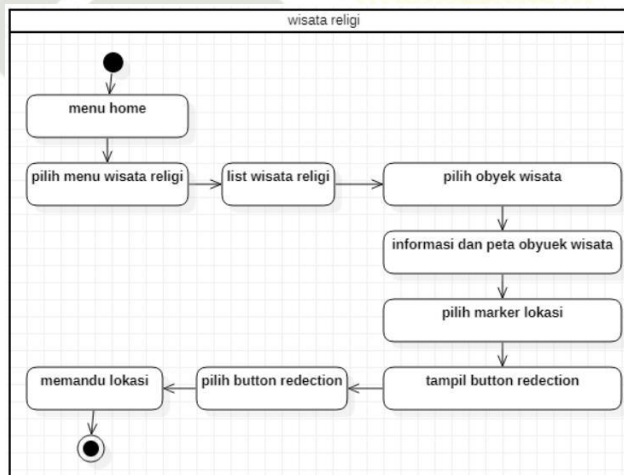 wisata religi
menu home
pilih menu wisata religi
list wisata religi
pilih obyek wisata
informasi dan peta obyuek wisata
pilih marker lokasi
tampil button redection
pilih button redection
memandu lokasi